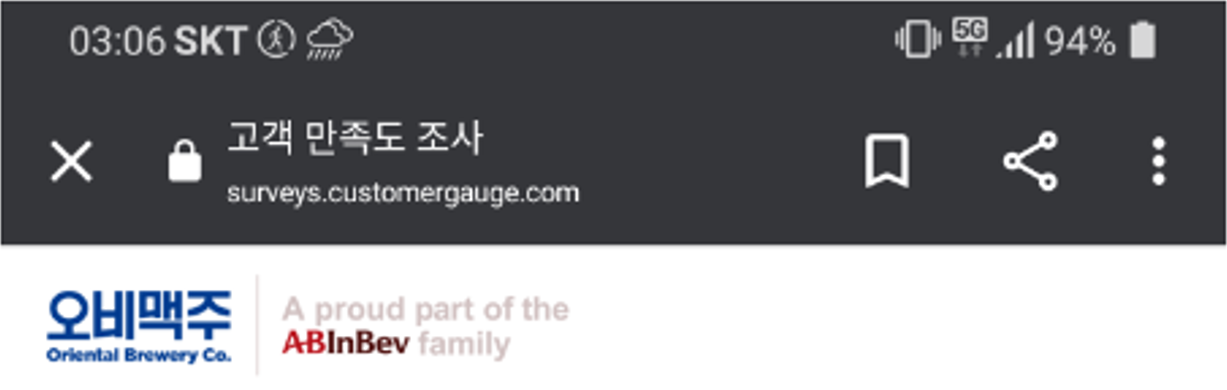 03:06 SKT 5G 94%
고객 만족도 조사
surveys.customergauge.com
오비맥주
Oriental Brewery Co.
A proud part of the
ABInBev family